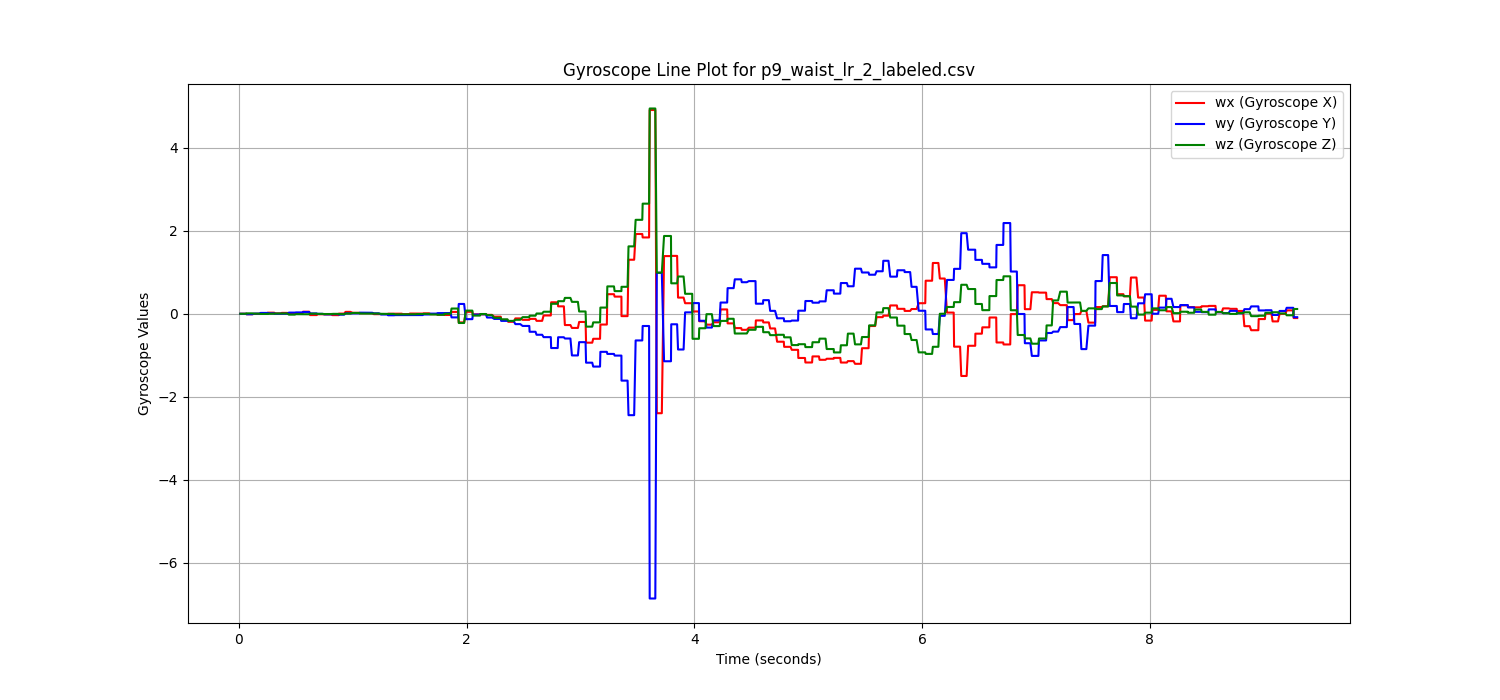 Gyroscope Line Plot for p9_waist_lr_2_labeled.csv
wx (Gyroscope X)
wy (Gyroscope Y)
wz (Gyroscope Z)
Gyroscope Values
4
2
0
−2
−4
−6
0 2 4 6 8
Time (seconds)